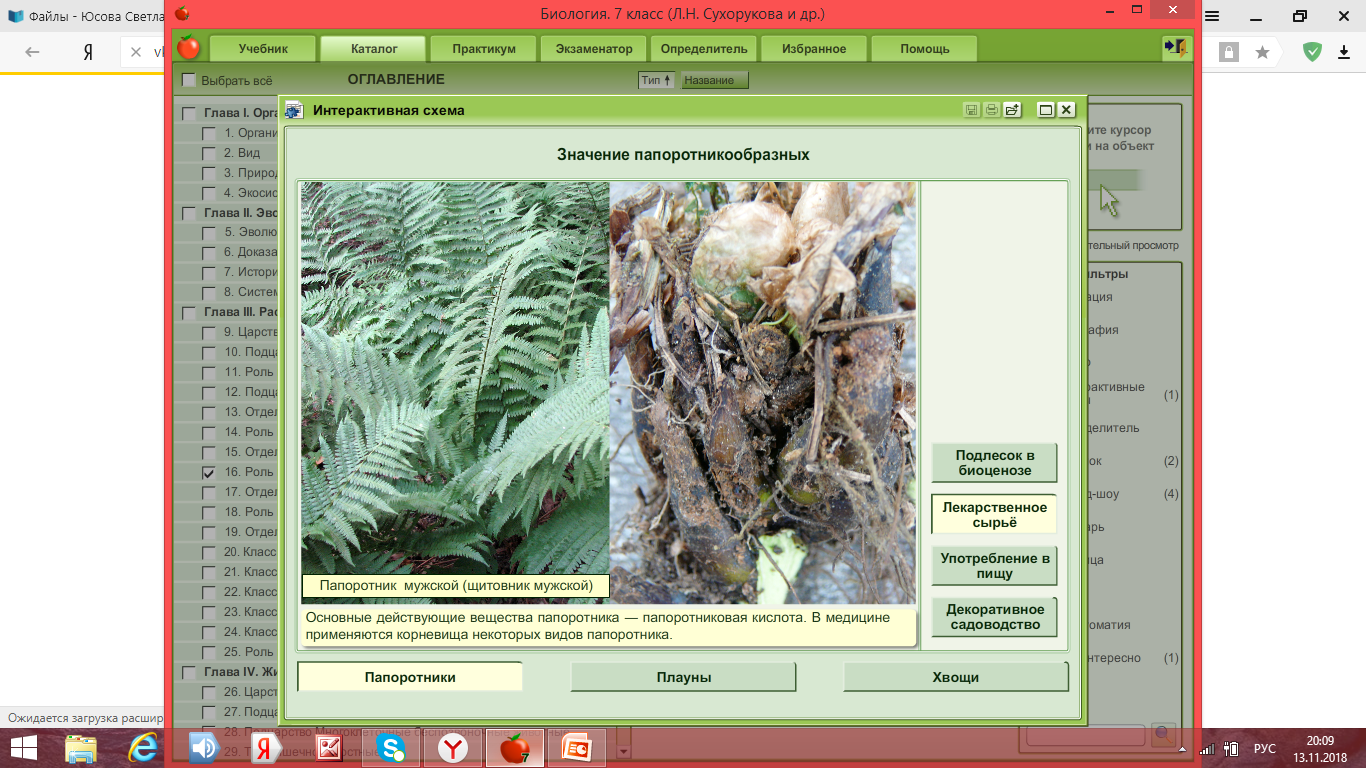 Файлы - Юсова Светла
Биология. 7 класс (Л.Н. Сухорукова и др.)
Учебник
Каталог
Практикум
Экзаменатор
Определитель
Избранное
Помощь
Выбрать всё
ОГЛАВЛЕНИЕ
Тип
Название
Интерактивная схема
Значение папоротникообразных
Глава I. Орга
1. Органи
2. Вид
3. Природ
4. Экосис
Глава II. Эво
5. Эволю
6. Доказа
7. Истори
8. Систем
Глава III. Рас
9. Царств
10. Подца
11. Роль
12. Подца
13. Отдел
14. Роль
15. Отдел
16. Роль
17. Отдел
18. Роль
19. Отдел
20. Класс
21. Класс
22. Класс
23. Класс
24. Класс
25. Роль
Глава IV. Жи
26. Царст
27. Подца
28. Подцарство Многоклеточные
Папоротник мужской (щитовник мужской)
Основные действующие вещества папоротника — папоротниковая кислота. В медицине
применяются корневища некоторых видов папоротника.
Подлесок в
биоценозе
Лекарственное
сырьё
Употребление в
пищу
Декоративное
садоводство
Папоротники
Плауны
Хвощи
ите курсор
и на объект
тельный просмотр
ильтры
ация
афия
рактивные
(1)
делитель
ок (2)
д-шоу (4)
арь
ица
оматия
нтересно (1)
Ожидается загрузка расшир
РУС
20:09
13.11.2018